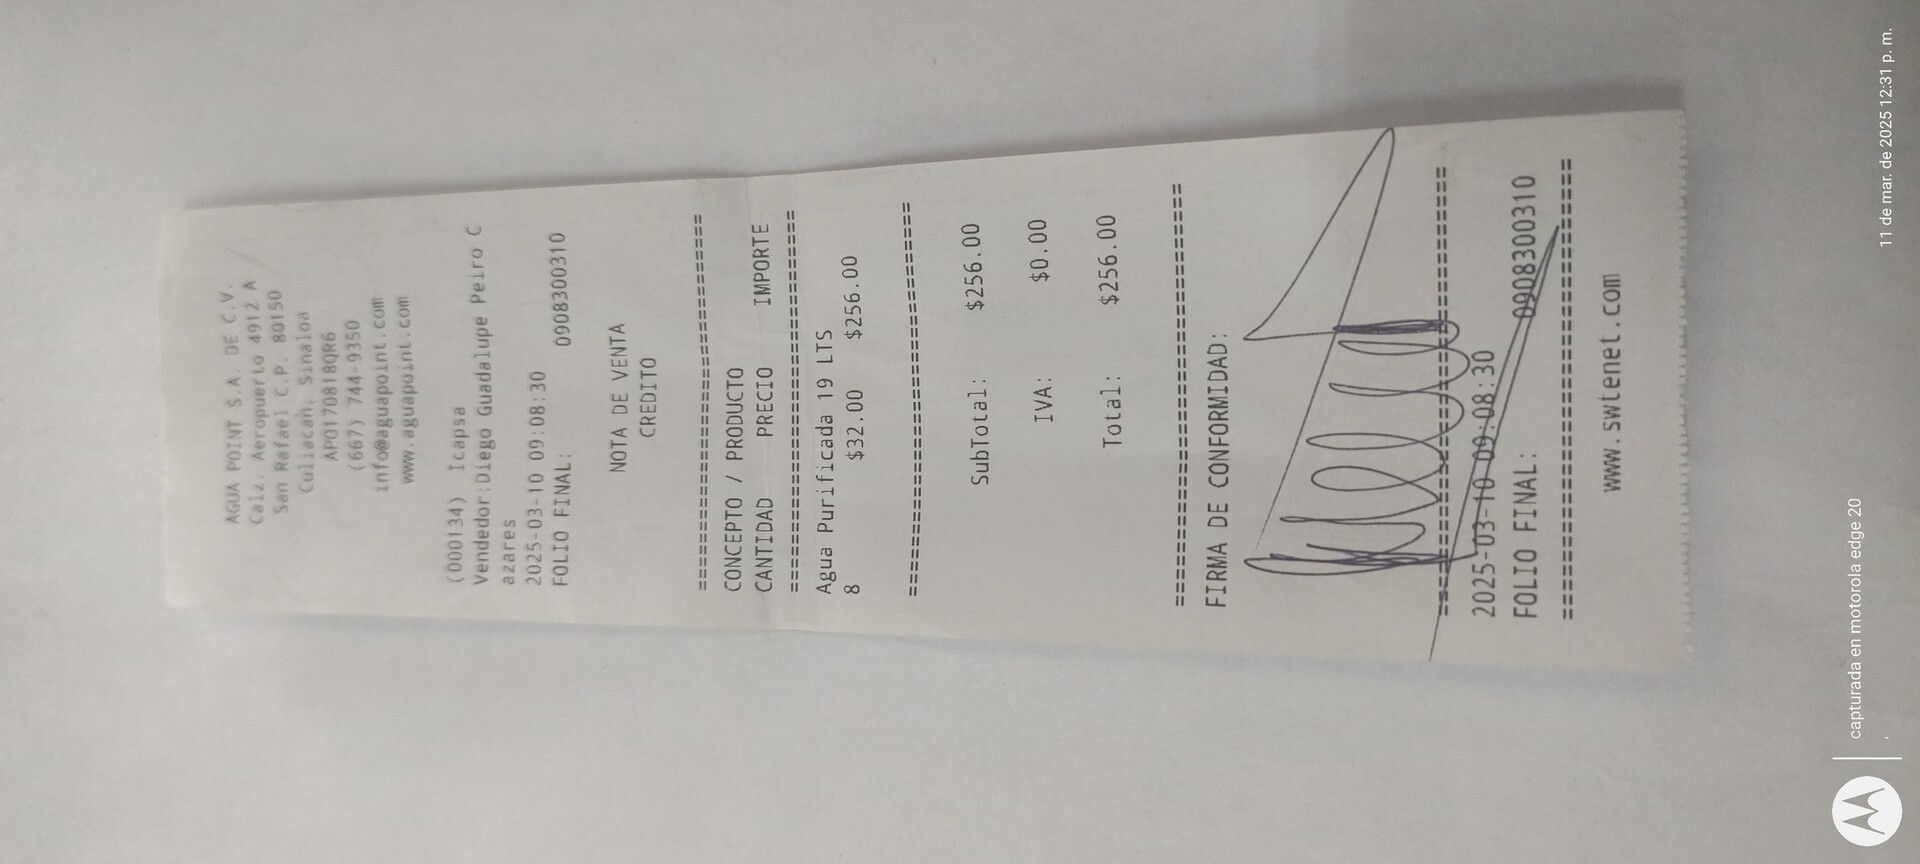 AGUA POINT S.A. DE C.V.
Calz. Aeropuerto 4912 A
San Rafael C.P. 80150
Culiacan, Sinaloa
APO170818QR6
(667) 744-9350
info@aguapoint.com
www.aguapoint.com
(000134) Icapsa
Vendedor:Diego Guadalupe Peiro C
azares
2025-03-10 09:08:30
FOLIO FINAL: 0908300310
NOTA DE VENTA
CREDITO
================================
CONCEPTO / PRODUCTO
CANTIDAD PRECIO IMPORTE
================================
Agua Purificada 19 LTS
8 $32.00 $256.00
================================
SubTotal: $256.00
IVA: $0.00
Total: $256.00
================================
FIRMA DE CONFORMIDAD:
================================
2025-03-10 09:08:30
FOLIO FINAL: 0908300310
================================
www.swtenet.com
capturada en motorola edge 20
11 de mar. de 2025 12:31 p. m.